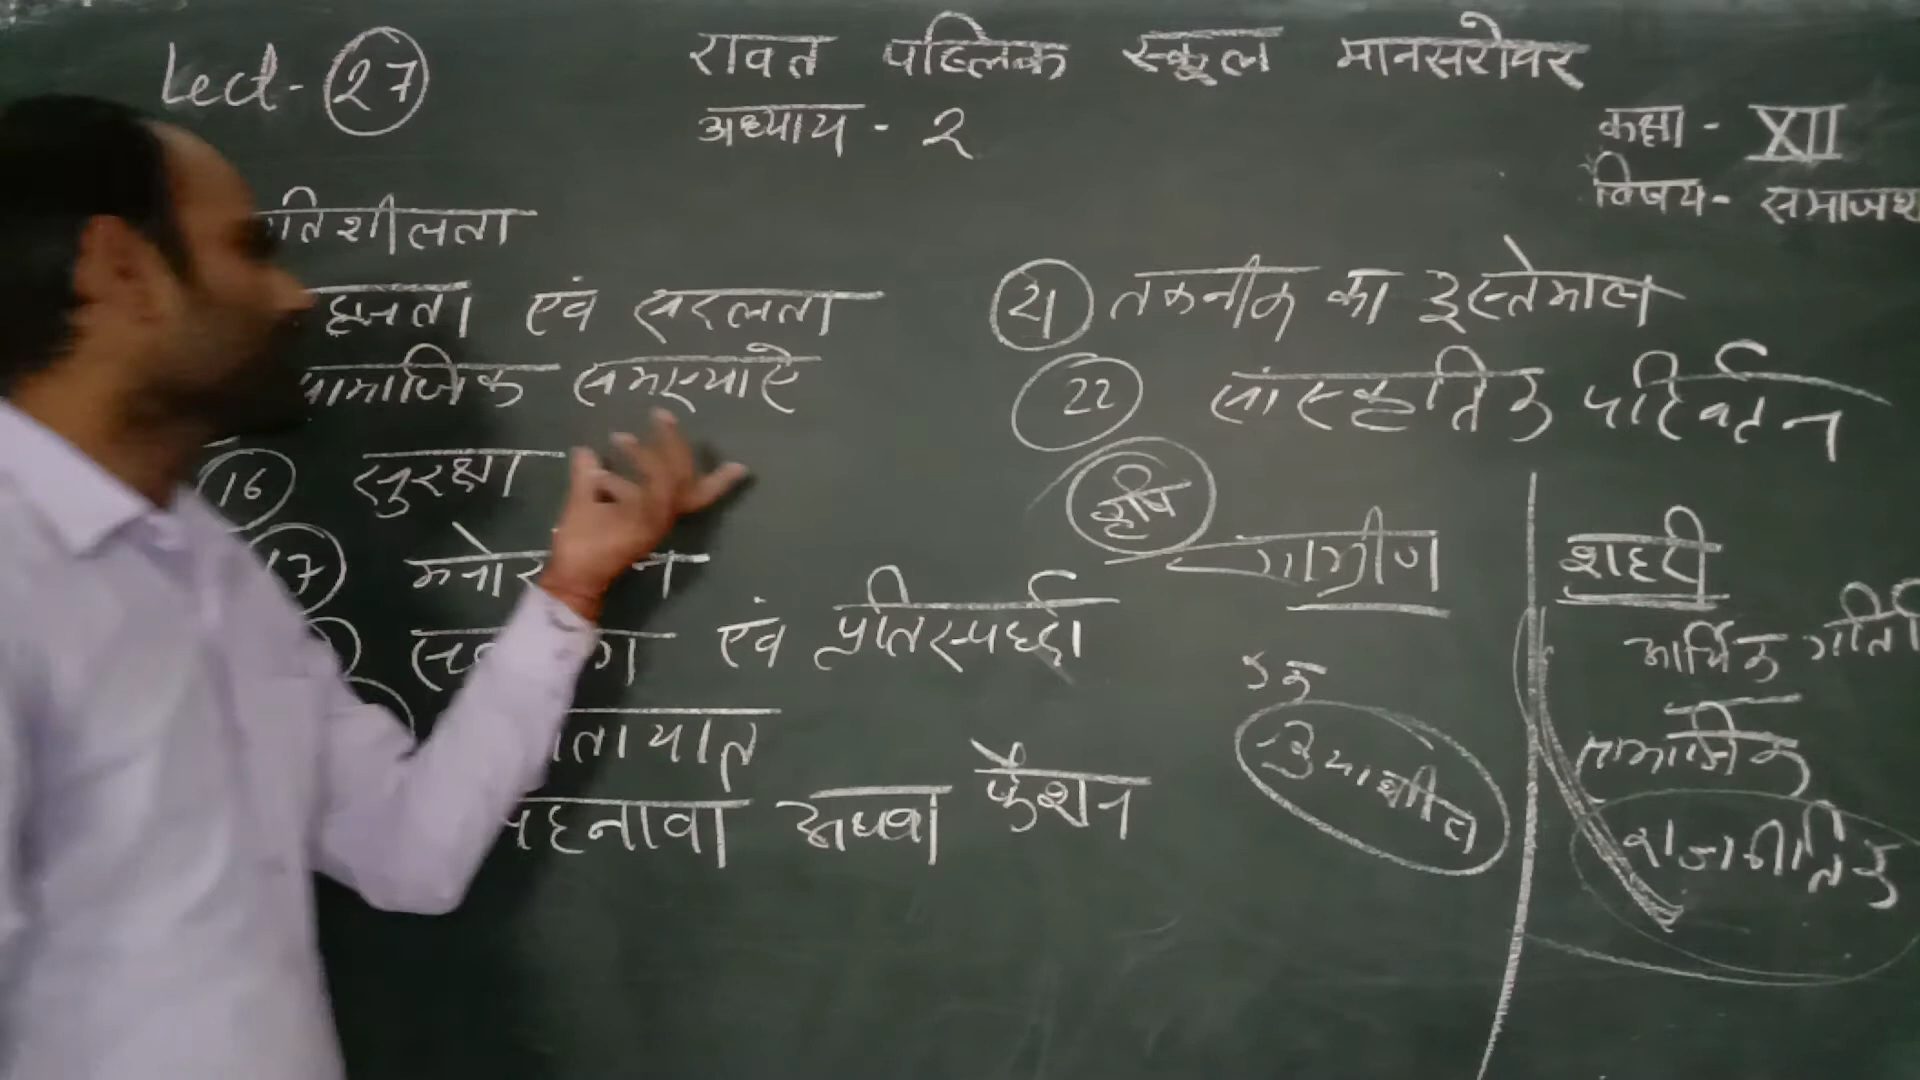 Lect- 27
रावत पब्लिक स्कूल मानसरोवर
अध्याय - 2
कक्षा - XII
विषय - समाजश
तिशीलता
एवं सरलता
सामाजिक समस्याएे
16 सुरक्षा
17
एवं प्रतिस्पर्द्धा
तायात
पहनावा अथवा फैशन
21 तकनीक का इस्तेमाल
22 सांस्कृतिक परिवर्तन
कृषि
ग्रामीण
शहरी
आर्थिक गति
सामाजिक
राजनीतिक